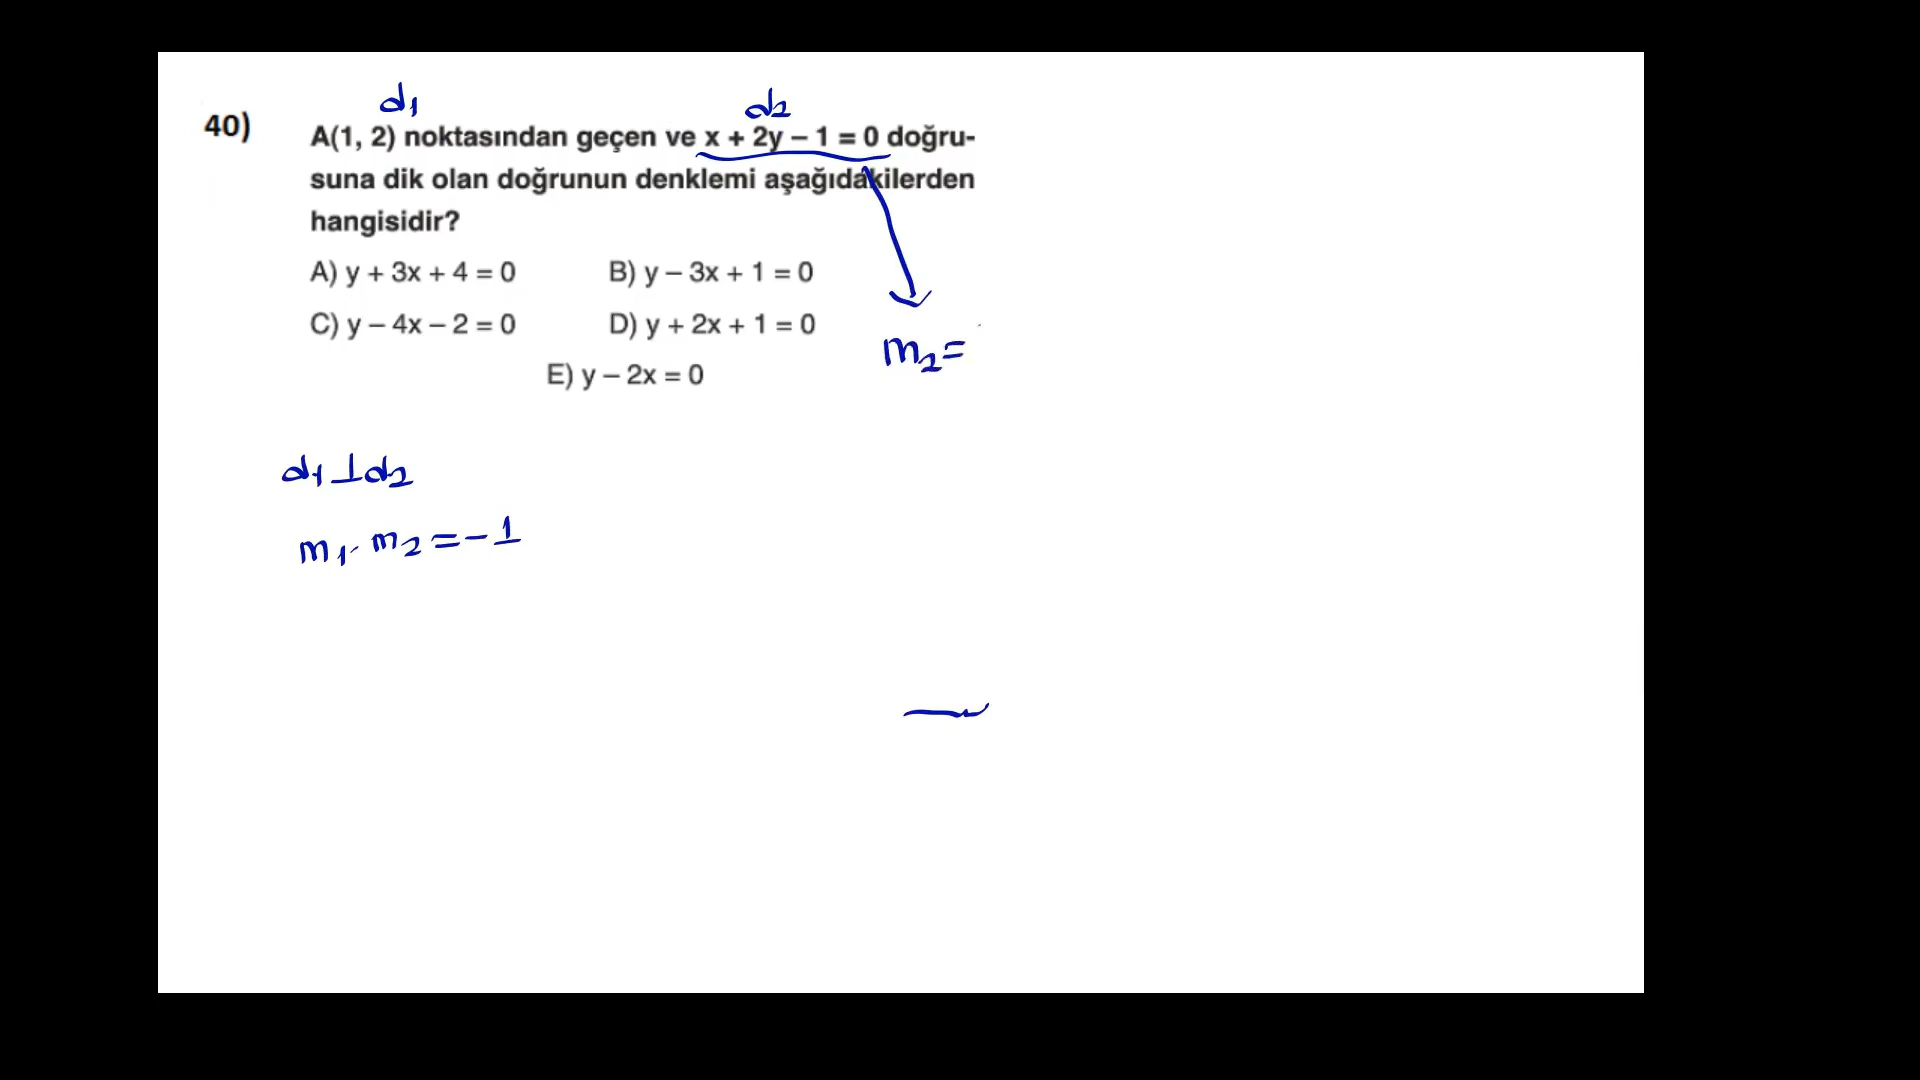 d1
d2
40)
A(1, 2) noktasından geçen ve x + 2y – 1 = 0 doğru-
suna dik olan doğrunun denklemi aşağıdakilerden
hangisidir?
A) y + 3x + 4 = 0 B) y – 3x + 1 = 0
C) y – 4x – 2 = 0 D) y + 2x + 1 = 0
E) y – 2x = 0
m2=
d1⊥d2
m1.m2=-1